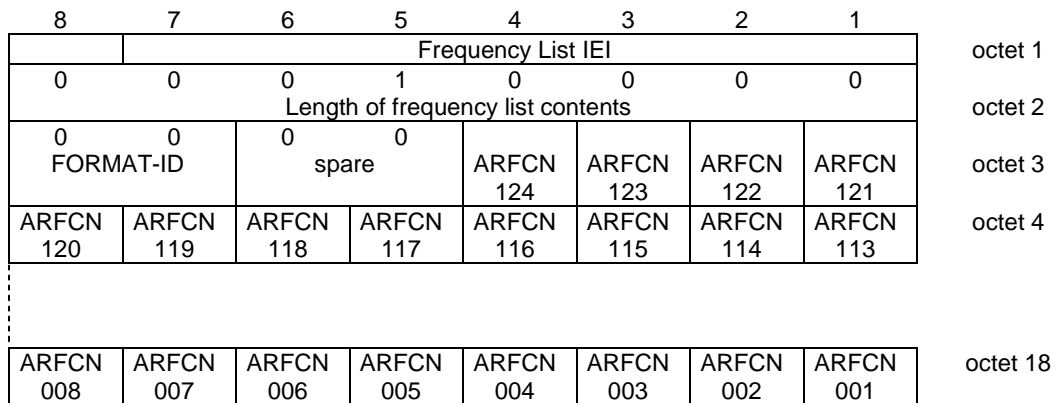 8 7 6 5 4 3 2 1
Frequency List IEI octet 1
0 0 0 1 0 0 0 0
Length of frequency list contents octet 2
0 0 0 0
FORMAT-ID spare ARFCN ARFCN ARFCN ARFCN octet 3
124 123 122 121
ARFCN ARFCN ARFCN ARFCN ARFCN ARFCN ARFCN ARFCN octet 4
120 119 118 117 116 115 114 113
ARFCN ARFCN ARFCN ARFCN ARFCN ARFCN ARFCN ARFCN octet 18
008 007 006 005 004 003 002 001